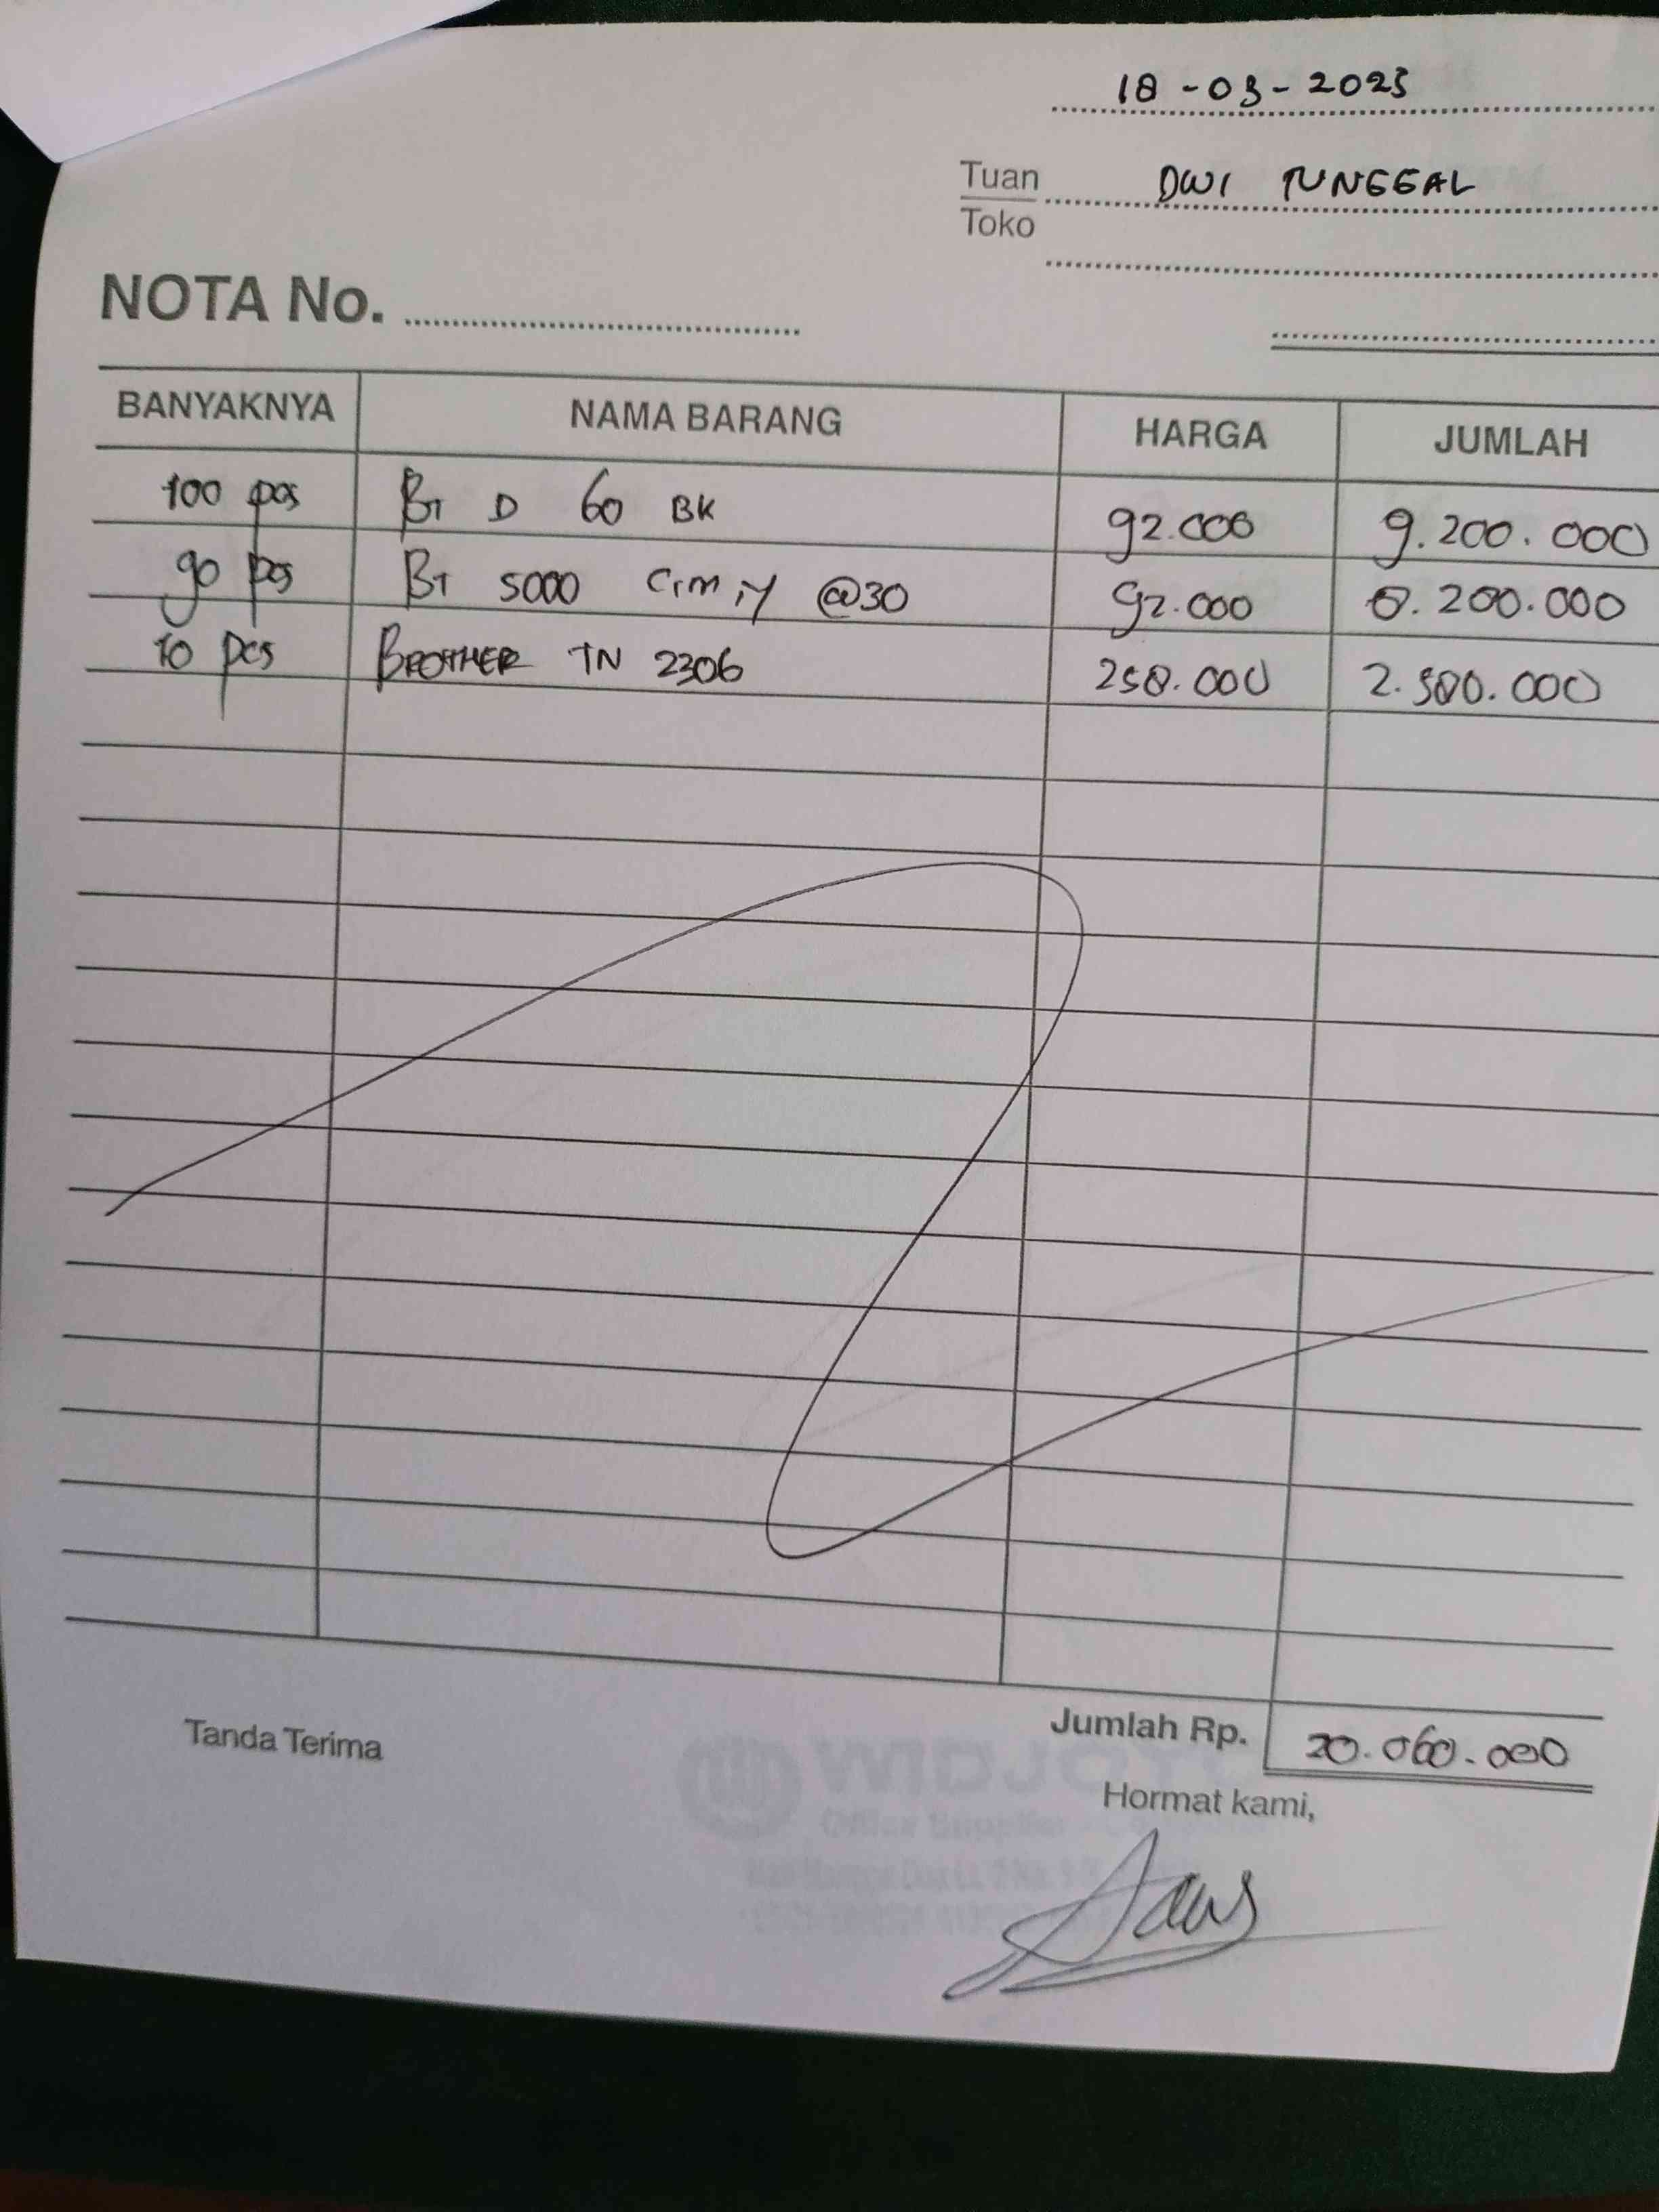 18-03-2023
Tuan DWI TUNGGAL
Toko
NOTA No.
BANYAKNYA NAMA BARANG HARGA JUMLAH
100 pcs BT D 60 BK 92.000 9.200.000
90 pcs BT 5000 C,M,Y @30 92.000 8.280.000
10 pcs BROTHER TN 2306 258.000 2.580.000
Tanda Terima Jumlah Rp. 20.060.000
Hormat kami,